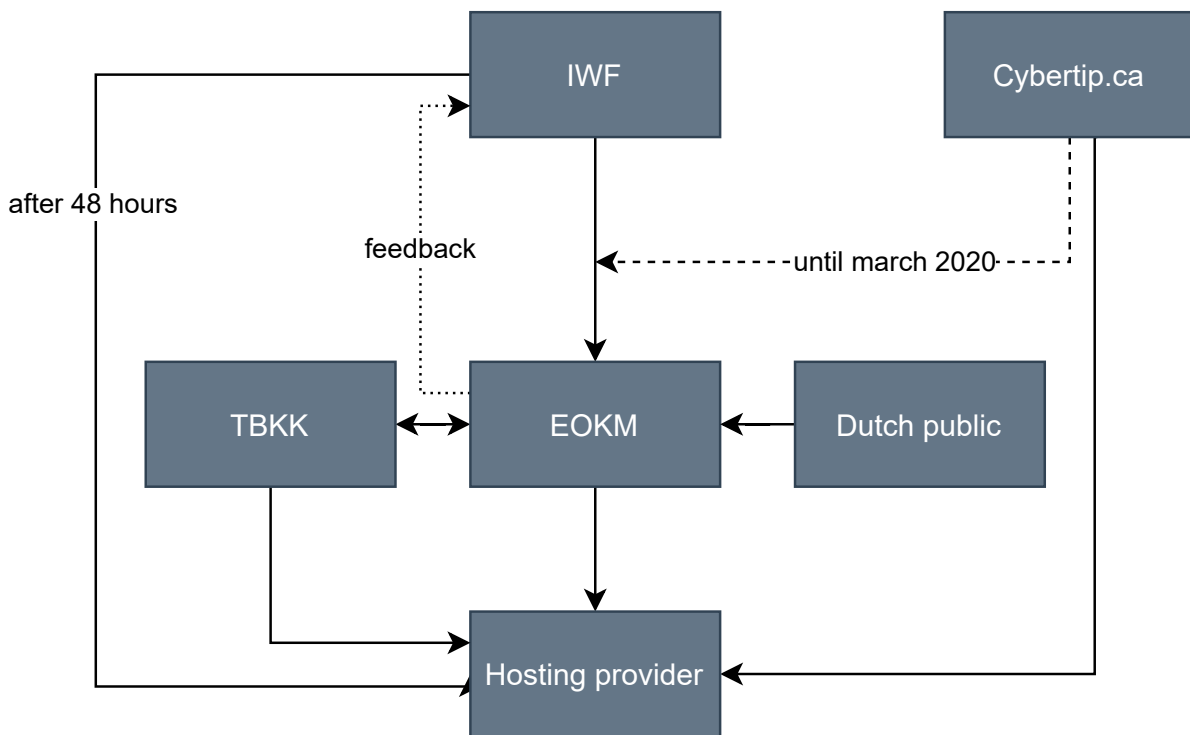 IWF
Cybertip.ca
after 48 hours
feedback
until march 2020
TBKK
EOKM
Dutch public
Hosting provider